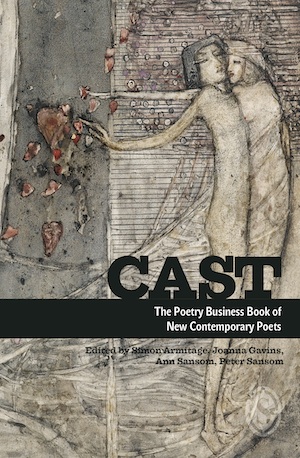 CAST
The Poetry Business Book of
New Contemporary Poets
Edited by Simon Armitage, Joanna Gavins,
Ann Sansom, Peter Sansom